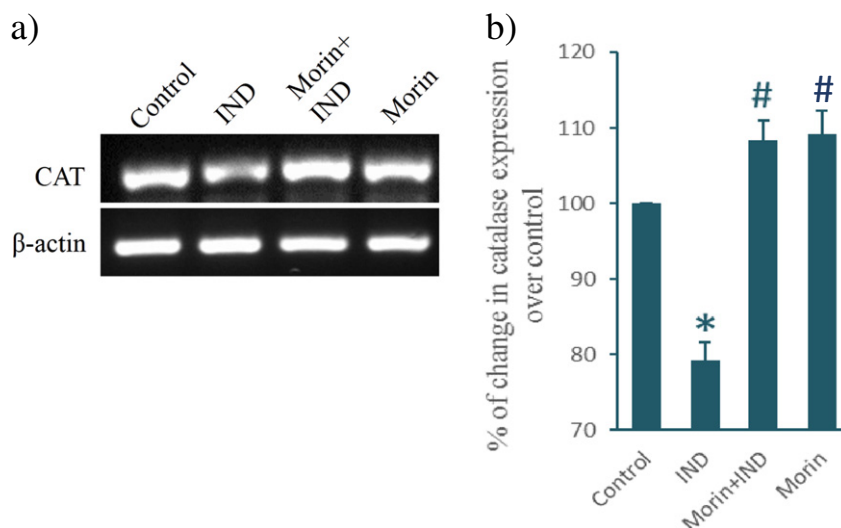 a)
Control
IND
Morin+
IND
Morin
CAT
β-actin
b)
% of change in catalase expression
over control
120
110
100
90
80
70
*
#
#
Control
IND
Morin+IND
Morin